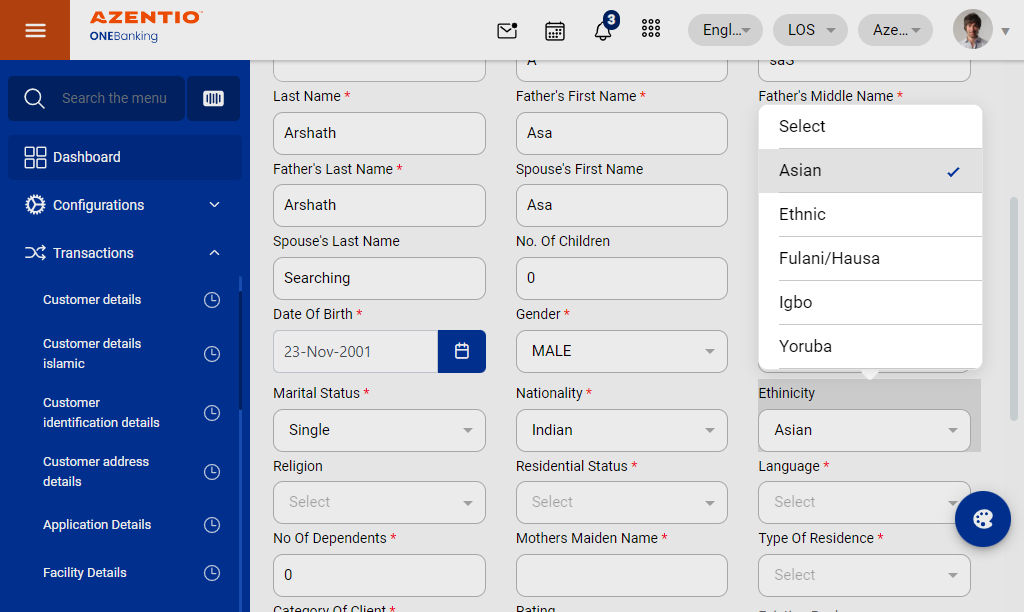 AZENTIO
ONEBanking
3
Engl...
LOS
Aze...
Search the menu
Dashboard
Configurations
Transactions
Customer details
Customer details
islamic
Customer
identification details
Customer address
details
Application Details
Facility Details
A
saS
Last Name *
Father's First Name *
Father's Middle Name *
Arshath
Asa
Father's Last Name *
Spouse's First Name
Arshath
Asa
Spouse's Last Name
No. Of Children
Searching
0
Date Of Birth *
Gender *
23-Nov-2001
MALE
Select
Asian
Ethnic
Fulani/Hausa
Igbo
Yoruba
Marital Status *
Nationality *
Ethinicity
Single
Indian
Asian
Religion
Residential Status *
Language *
Select
Select
Select
No Of Dependents *
Mothers Maiden Name *
Type Of Residence *
0
Select
Category Of Client *
Rating